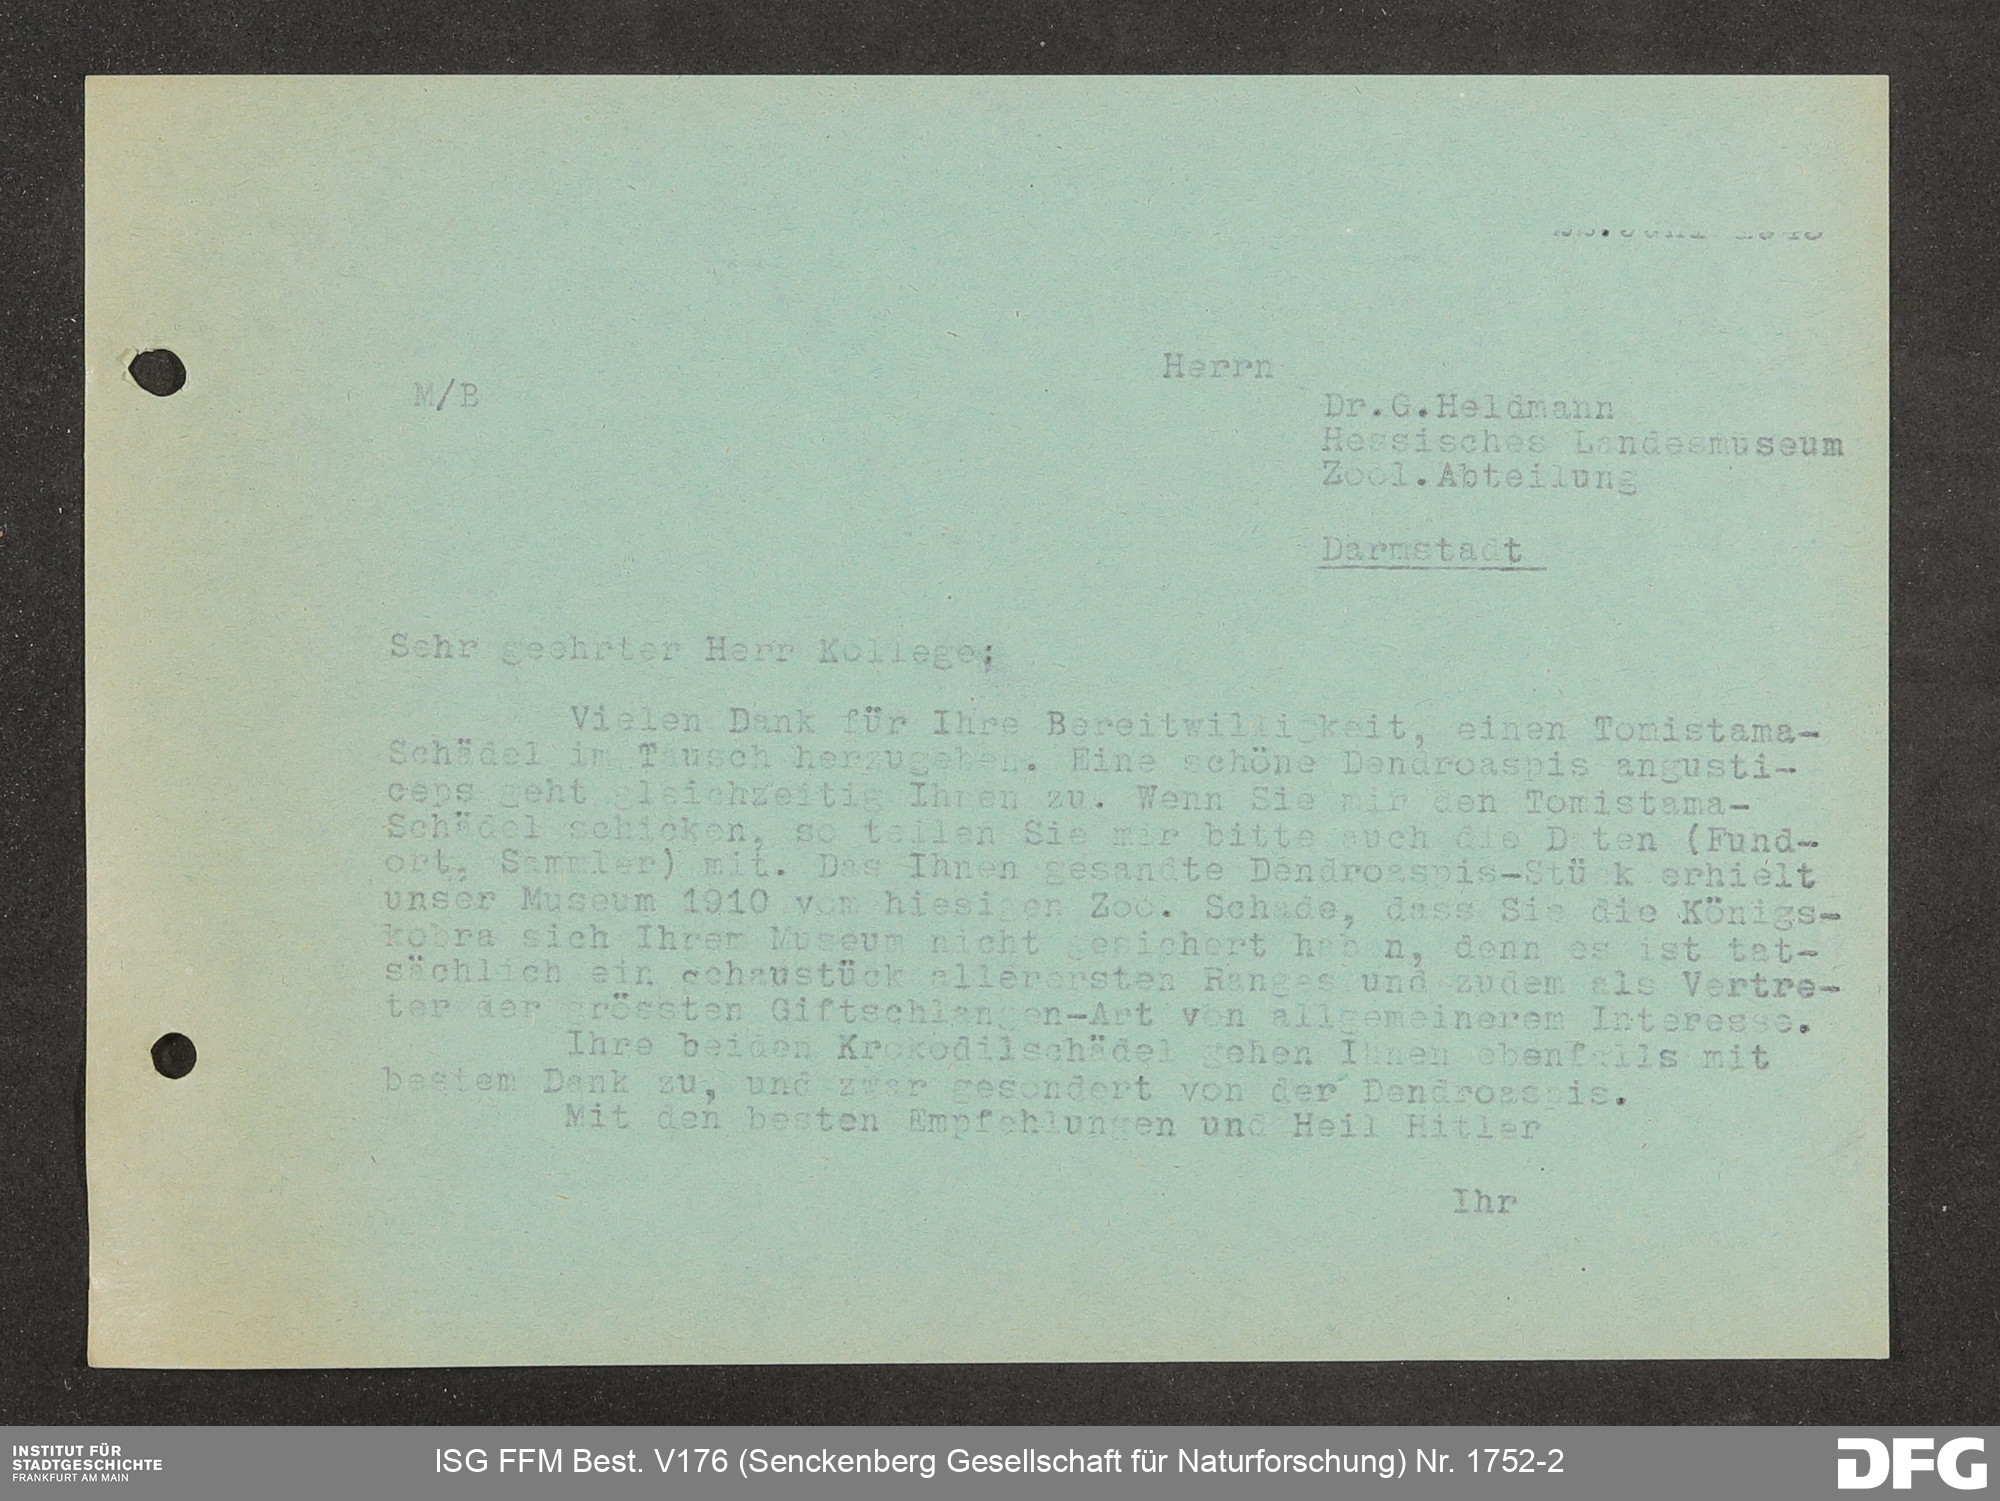 Herrn
M/B
Dr.G.Heldmann
Hessisches Landesmuseum
Zool.Abteilung
Darmstadt
Sehr geehrter Herr Kollege;
Vielen Dank für Ihre Bereitwilligkeit, einen Tomistama-
Schädel im Tausch herzugeben. Eine schöne Dendroaspis angusti-
ceps geht gleichzeitig Ihnen zu. Wenn Sie mir den Tomistama-
Schädel schicken, so teilen Sie mir bitte auch die Daten (Fund-
ort, Sammler) mit. Das Ihnen gesandte Dendroaspis-Stü k erhielt
unser Museum 1910 vom hiesigen Zoo. Schade, dass Sie die Königs-
kobra sich Ihrem Museum nicht gesichert haben, denn es ist tat-
sächlich ein Schaustück allerersten Ranges und zudem als Vertre-
ter der grössten Giftschlangen-Art von allgemeinerem Interesse.
Ihre beiden Krokodilschädel gehen Ihnen ebenfalls mit
bestem Dank zu, und zwar gesondert von der Dendroaspis.
Mit den besten Empfehlungen und Heil Hitler
Ihr
INSTITUT FÜR
STADTGESCHICHTE
FRANKFURT AM MAIN
ISG FFM Best. V176 (Senckenberg Gesellschaft für Naturforschung) Nr. 1752-2
DFG